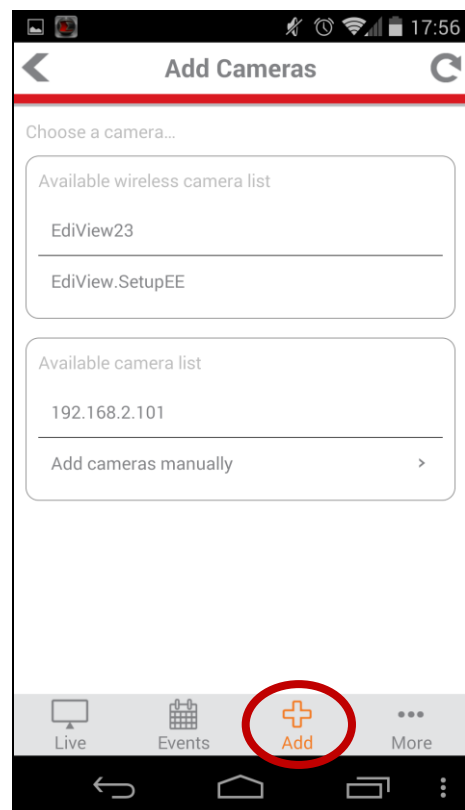 17:56
Add Cameras
Choose a camera...
Available wireless camera list
EdiView23
EdiView.SetupEE
Available camera list
192.168.2.101
Add cameras manually >
Live Events Add More